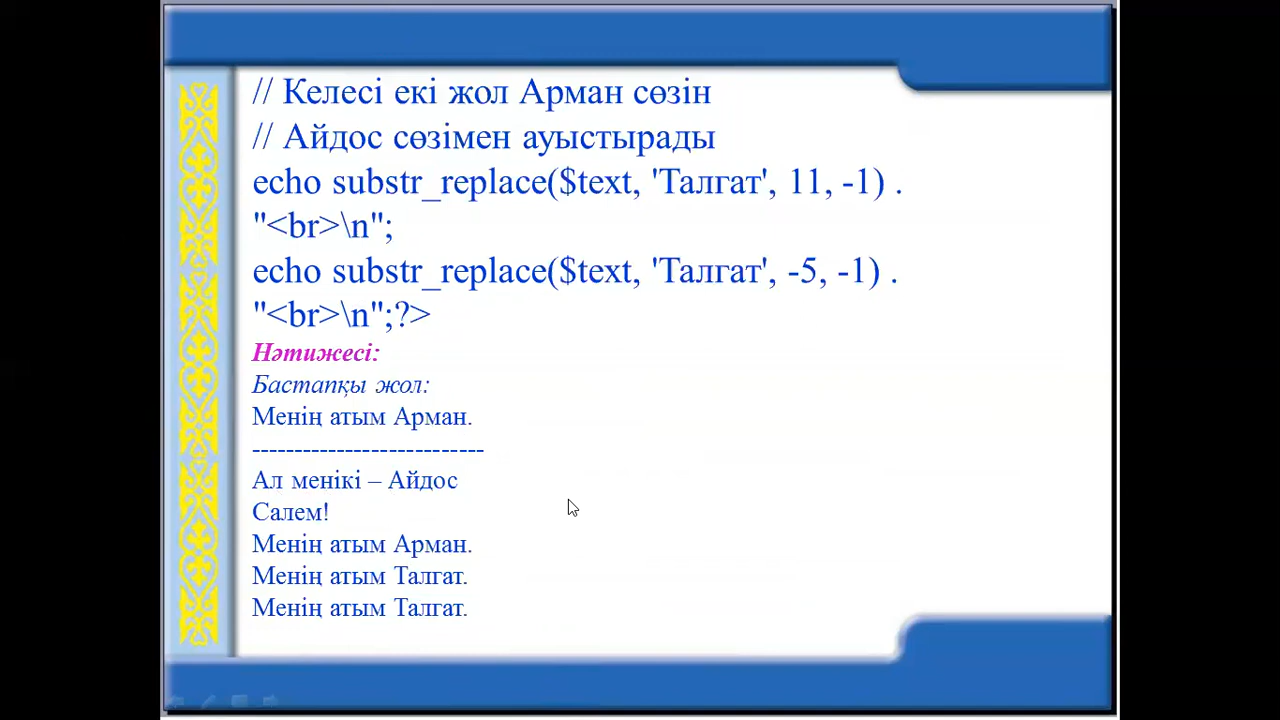 // Келесі екі жол Арман сөзін
// Айдос сөзімен ауыстырады
echo substr_replace($text, 'Талгат', 11, -1) .
"<br>\n";
echo substr_replace($text, 'Талгат', -5, -1) .
"<br>\n";?>
Нәтижесі:
Бастапқы жол:
Менің атым Арман.
---------------------------
Ал менікі – Айдос
Салем!
Менің атым Арман.
Менің атым Талгат.
Менің атым Талгат.